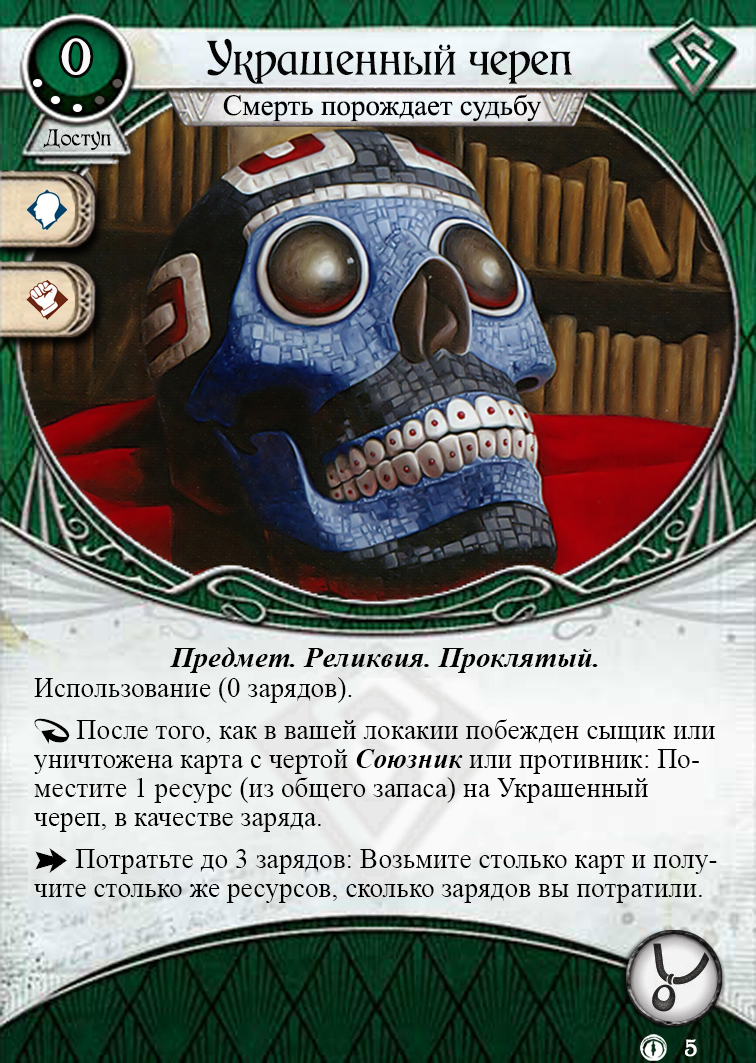 0
Украшенный череп
Смерть порождает судьбу
Доступ
Предмет. Реликвия. Проклятый.
Использование (0 зарядов).
После того, как в вашей локакии побежден сыщик или
уничтожена карта с чертой Союзник или противник: По-
местите 1 ресурс (из общего запаса) на Украшенный
череп, в качестве заряда.
Потратьте до 3 зарядов: Возьмите столько карт и полу-
чите столько же ресурсов, сколько зарядов вы потратили.
5